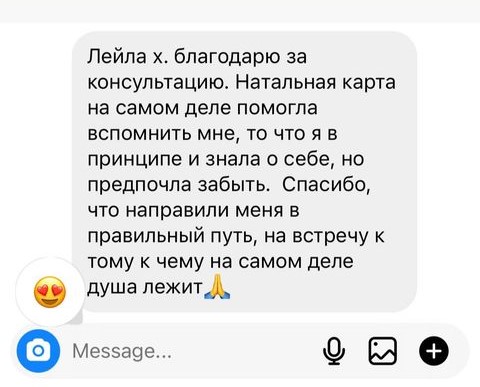 Лейла х. благодарю за
консультацию. Натальная карта
на самом деле помогла
вспомнить мне, то что я в
принципе и знала о себе, но
предпочла забыть.  Спасибо,
что направили меня в
правильный путь, на встречу к
тому к чему на самом деле
душа лежит🙏
Message...